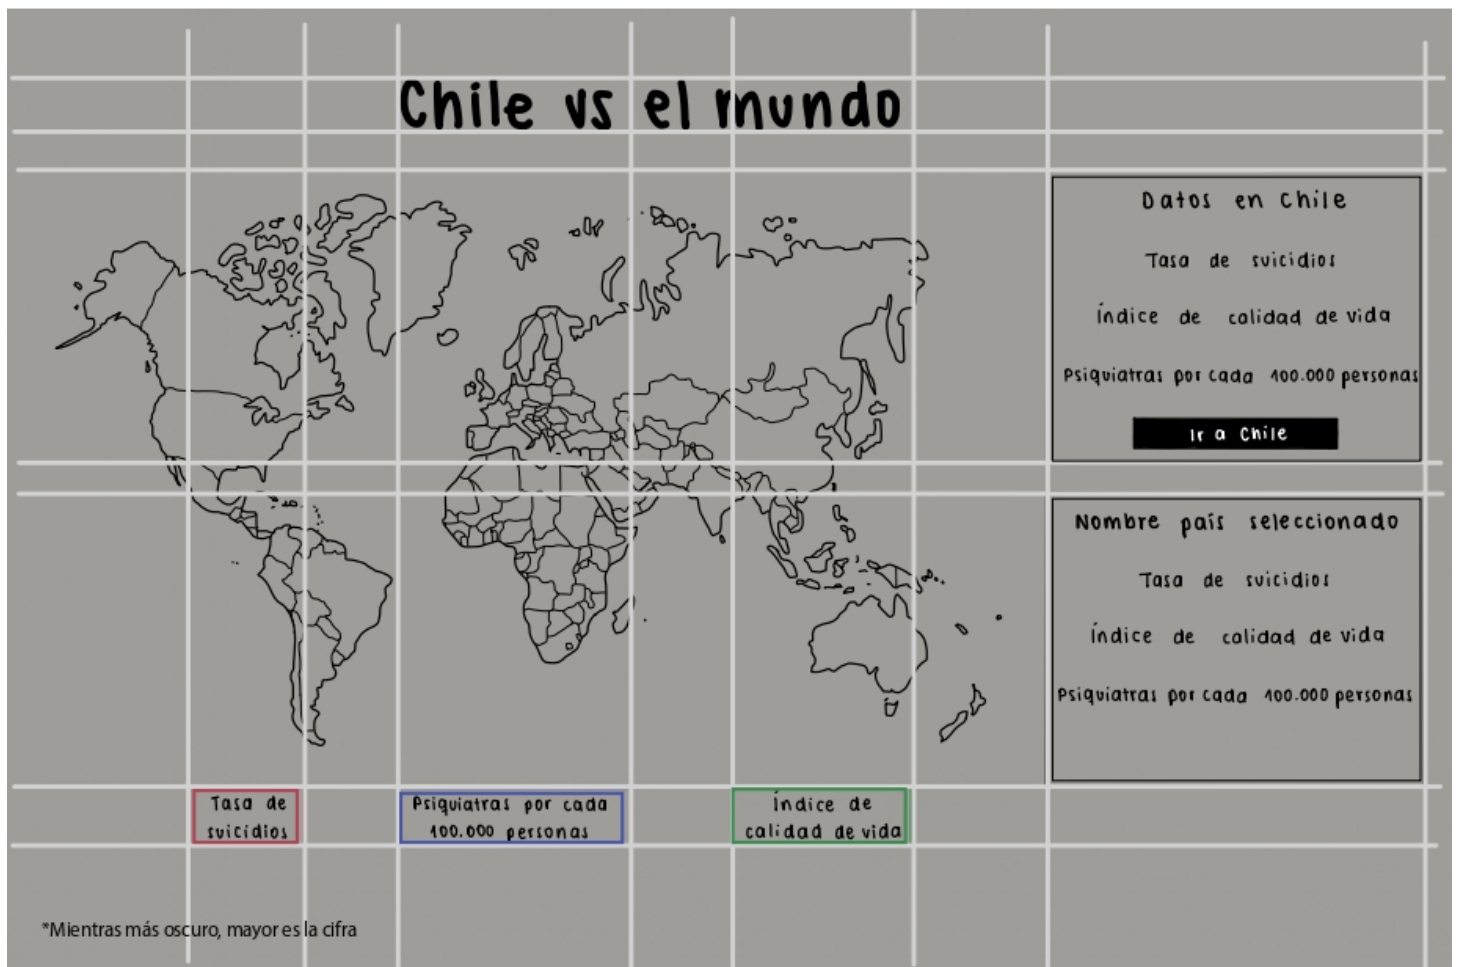 Chile vs el mundo
Datos en Chile
Tasa de suicidios
Índice de calidad de vida
Psiquiatras por cada 100.000 personas
Ir a Chile
Nombre país seleccionado
Tasa de suicidios
Índice de calidad de vida
Psiquiatras por cada 100.000 personas
Tasa de
suicidios
Psiquiatras por cada
100.000 personas
Índice de
calidad de vida
*Mientras más oscuro, mayor es la cifra